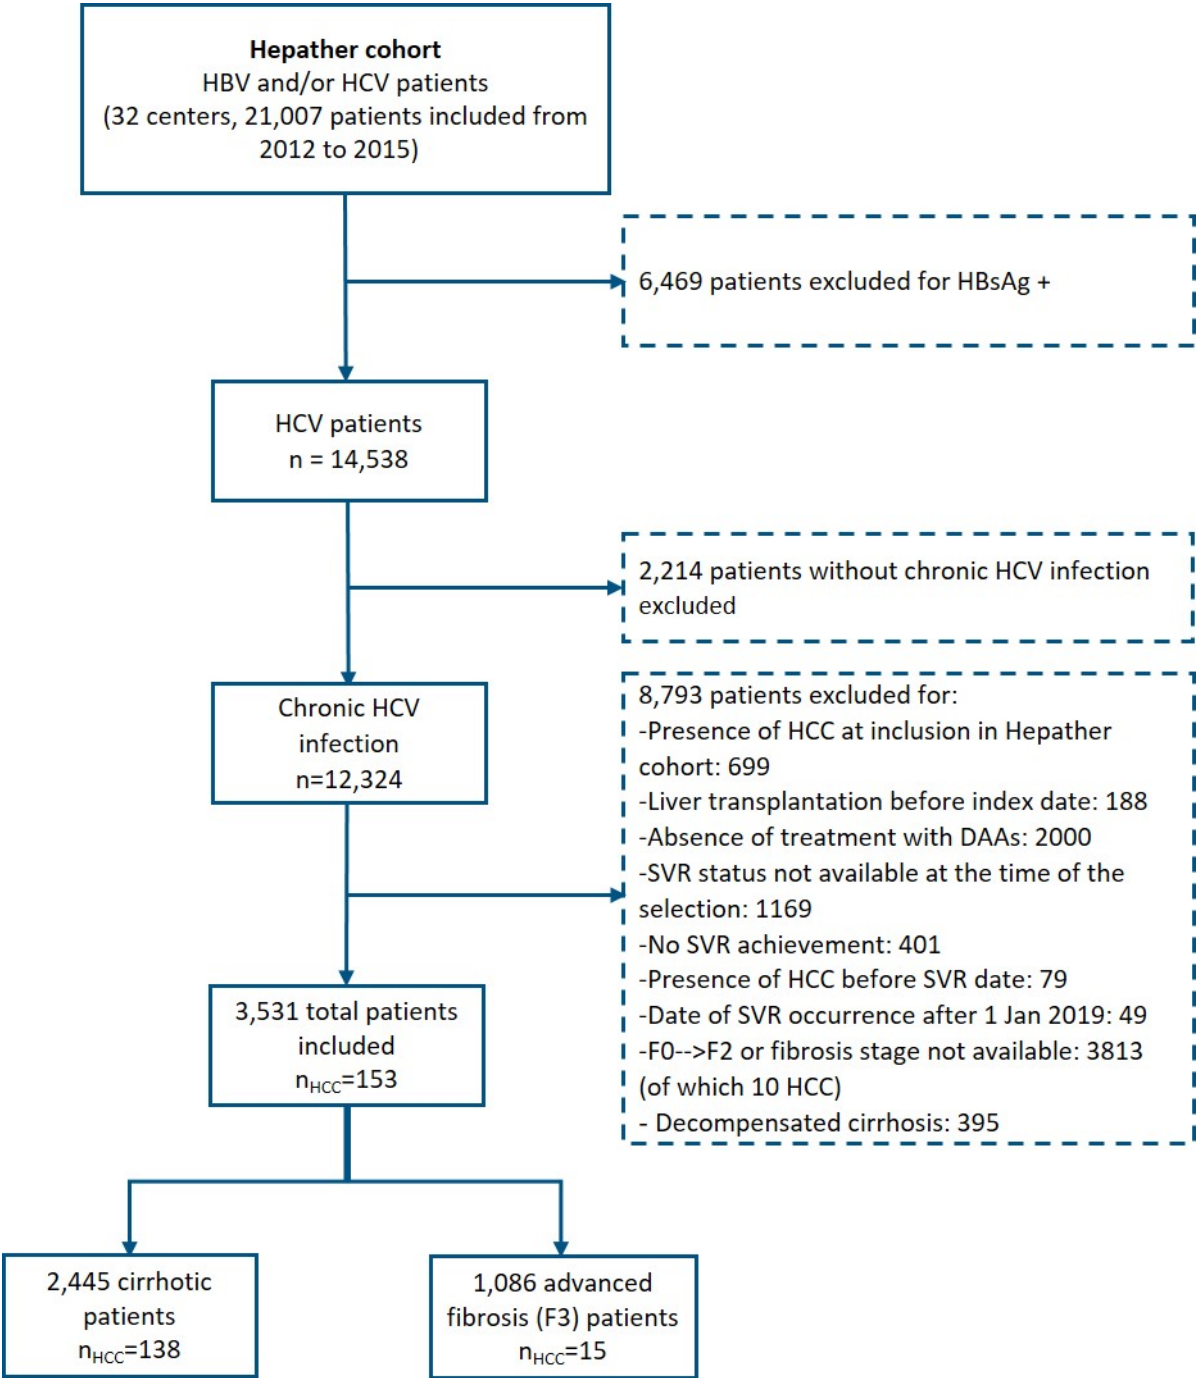 Hepather cohort
HBV and/or HCV patients
(32 centers, 21,007 patients included from
2012 to 2015)
6,469 patients excluded for HBsAg +
HCV patients
n = 14,538
2,214 patients without chronic HCV infection
excluded
Chronic HCV
infection
n=12,324
8,793 patients excluded for:
-Presence of HCC at inclusion in Hepather
cohort: 699
-Liver transplantation before index date: 188
-Absence of treatment with DAAs: 2000
-SVR status not available at the time of the
selection: 1169
-No SVR achievement: 401
-Presence of HCC before SVR date: 79
-Date of SVR occurrence after 1 Jan 2019: 49
-F0-->F2 or fibrosis stage not available: 3813
(of which 10 HCC)
- Decompensated cirrhosis: 395
3,531 total patients
included
nHCC=153
2,445 cirrhotic
patients
nHCC=138
1,086 advanced
fibrosis (F3) patients
nHCC=15